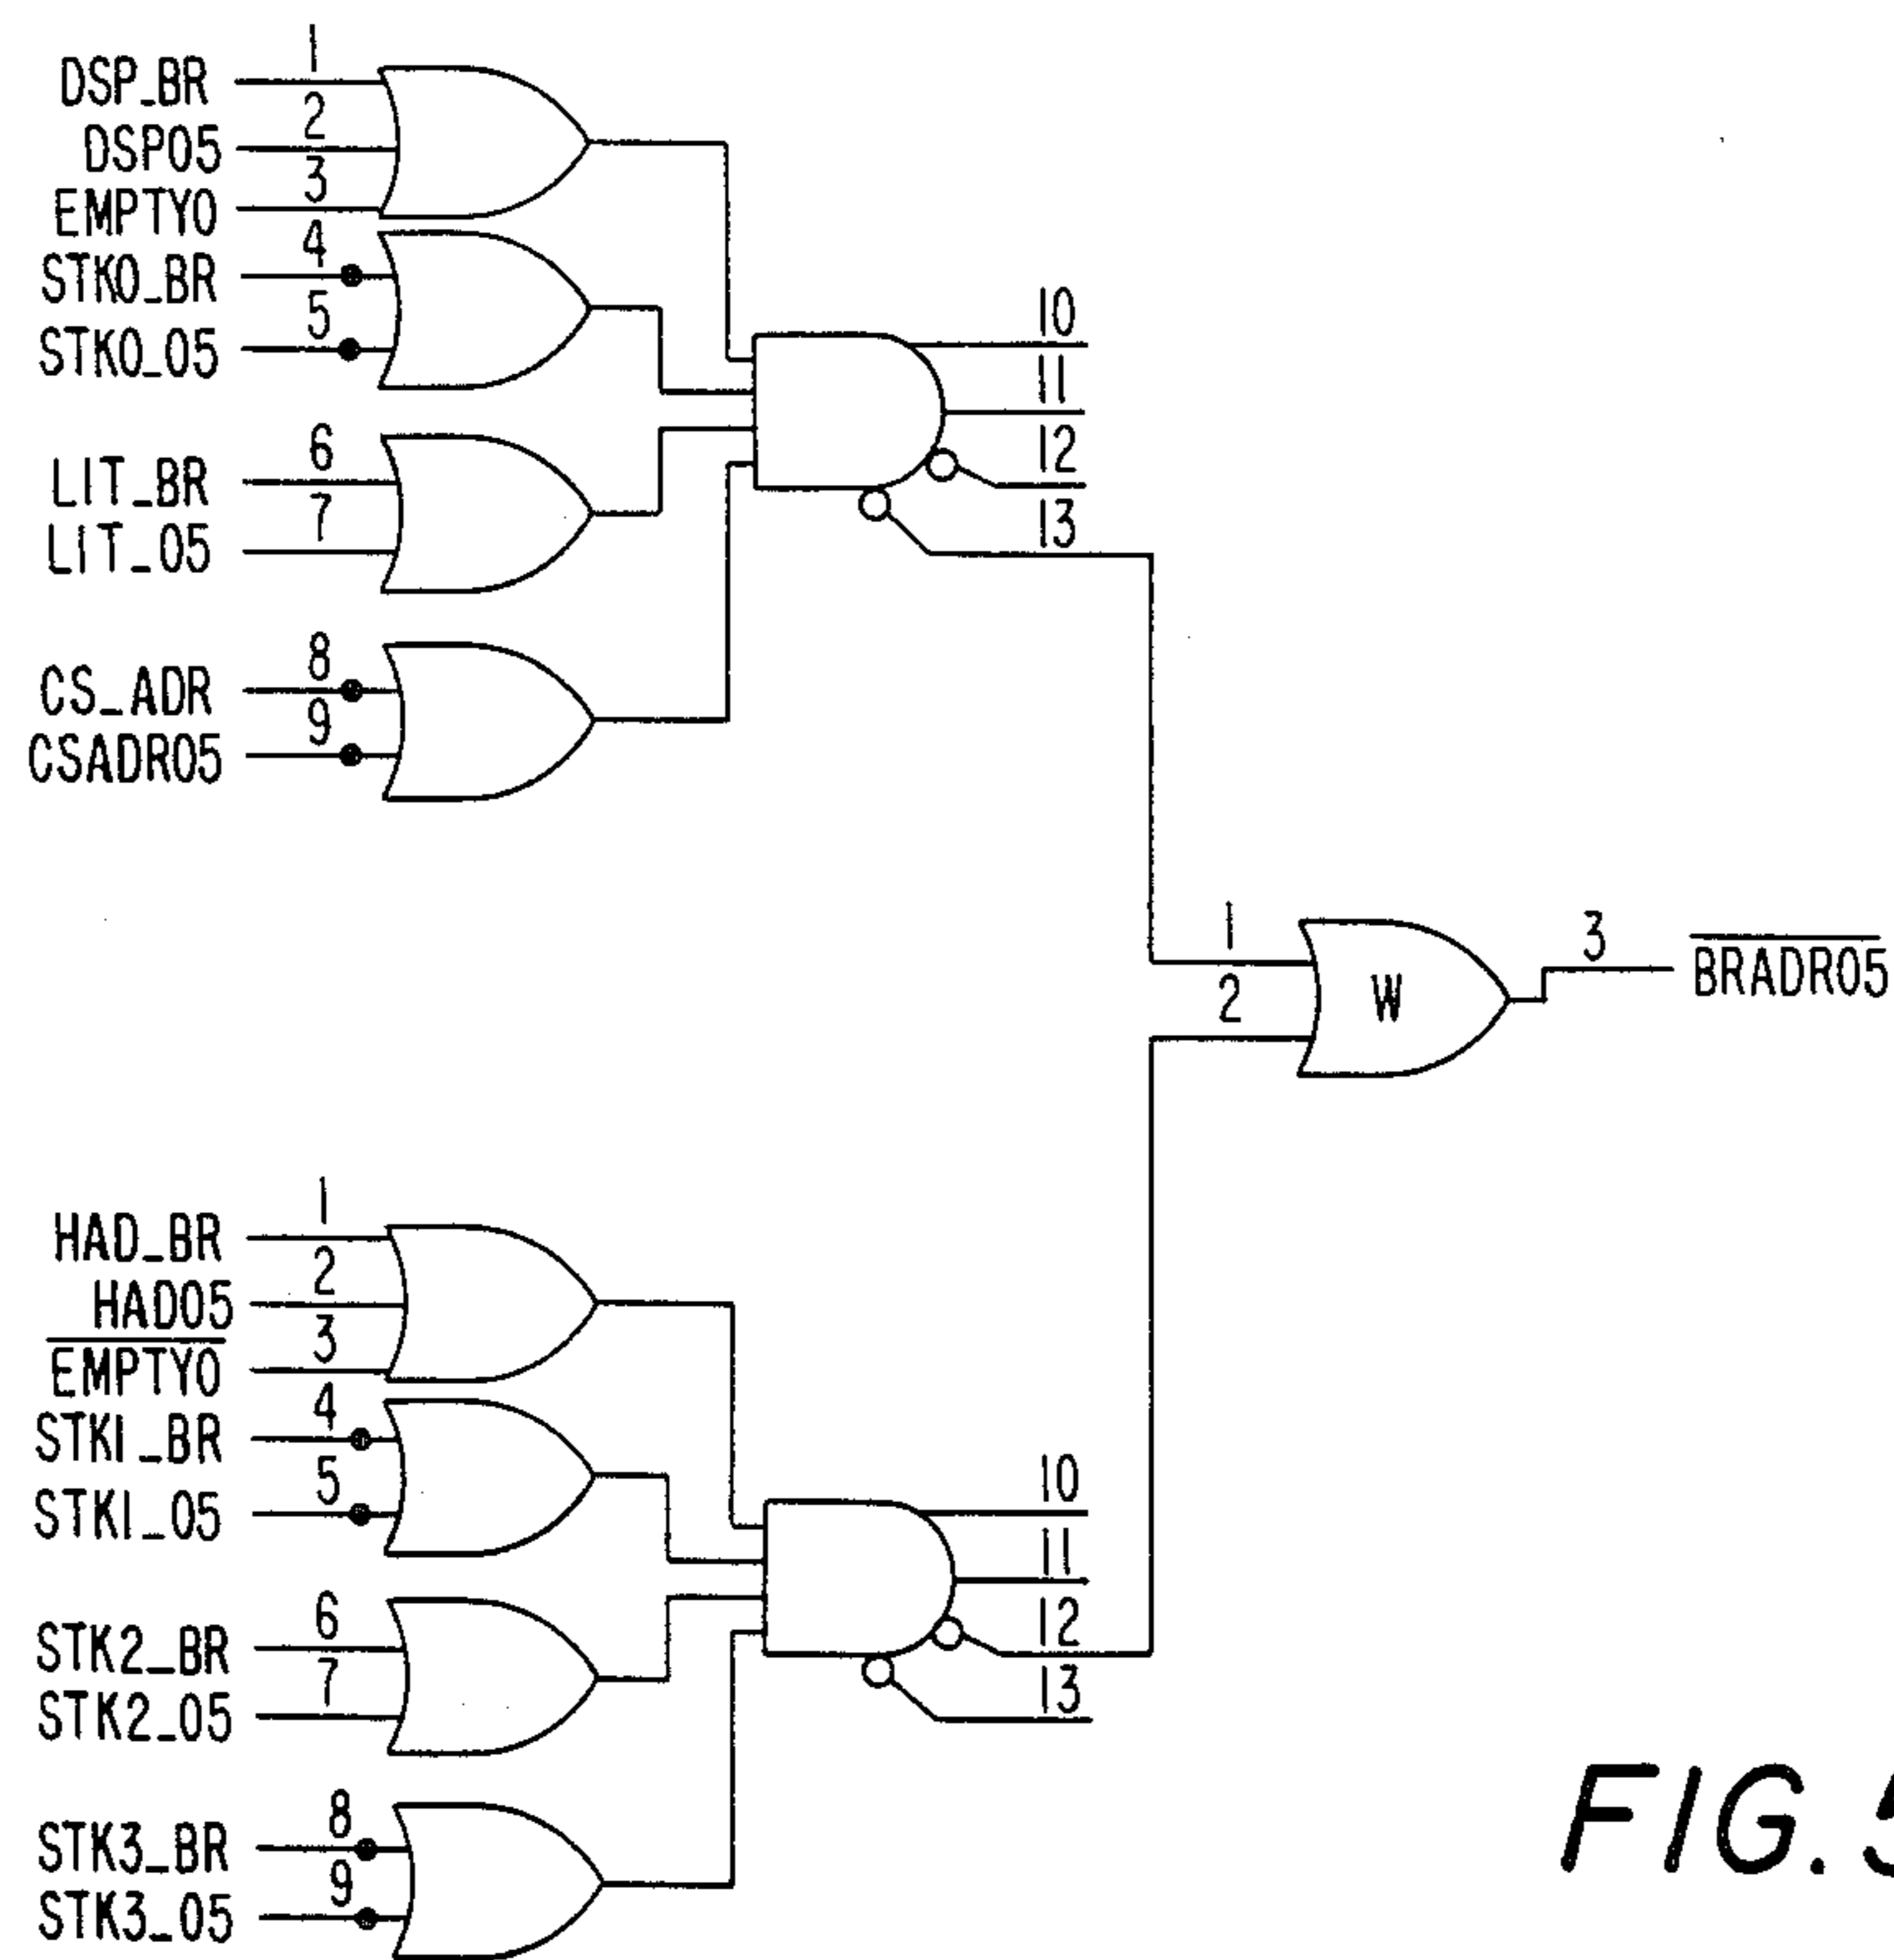 1
DSP_BR
2
DSP05
3
EMPTY0
4
STK0_BR
5
STK0_05
6
LIT_BR
7
LIT_05
8
CS_ADR
9
CSADR05
10
11
12
13
1
2
W
3
BRADR05
1
HAD_BR
2
HAD05
3
EMPTY0
4
STK1_BR
5
STK1_05
6
STK2_BR
7
STK2_05
8
STK3_BR
9
STK3_05
10
11
12
13
FIG. 5